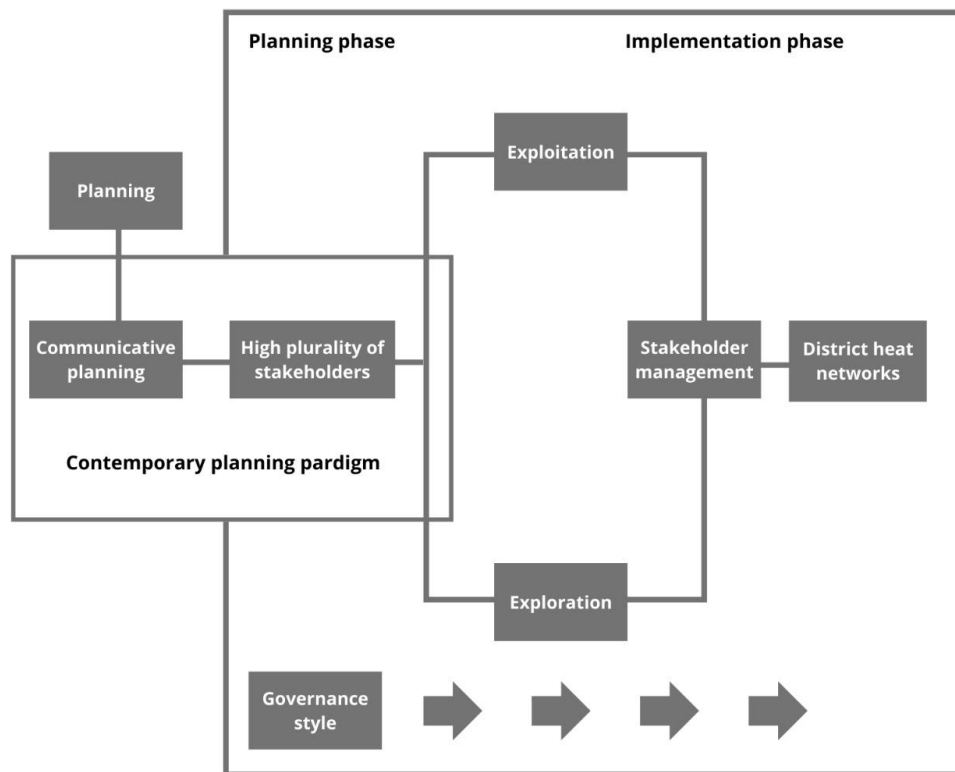 Planning phase
Implementation phase
Exploitation
Planning
Communicative
planning
High plurality of
stakeholders
Stakeholder
management
District heat
networks
Contemporary planning pardigm
Exploration
Governance
style